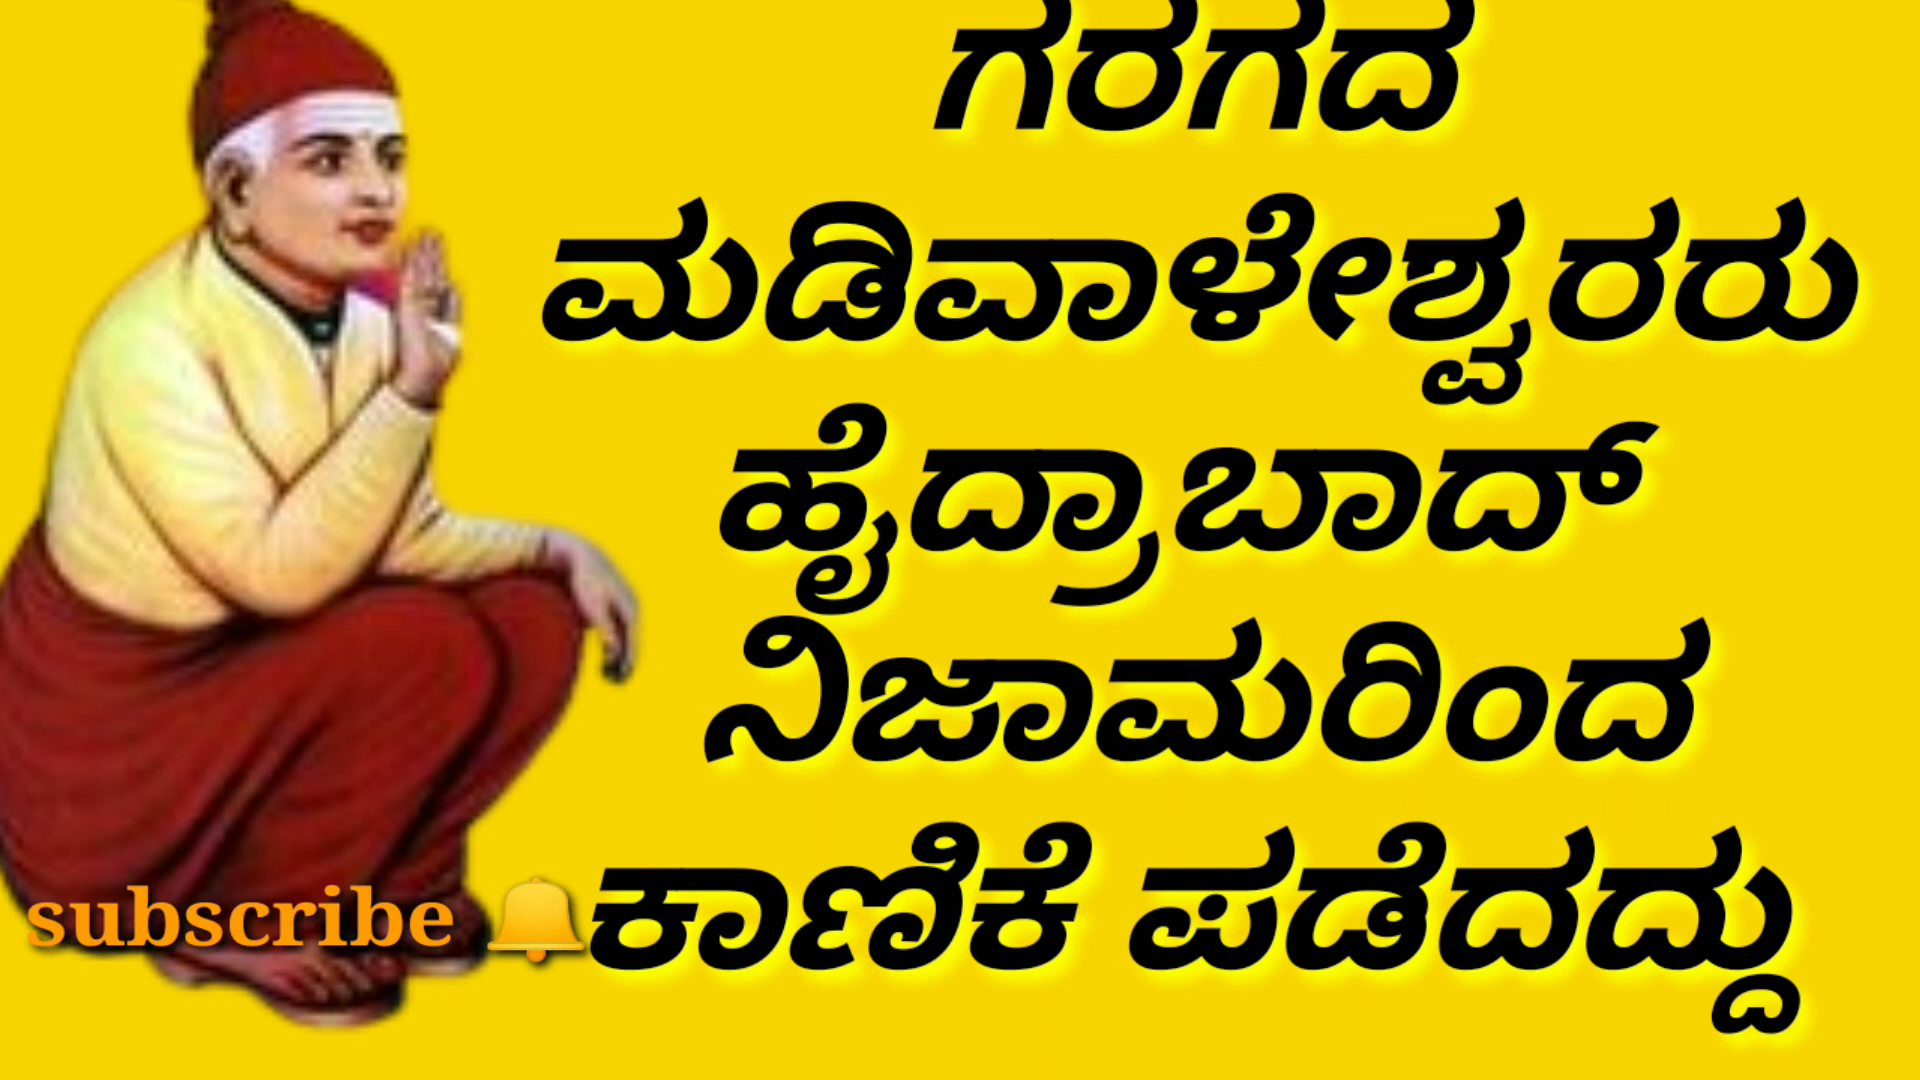 ಗರಗದ
ಮಡಿವಾಳೇಶ್ವರರು
ಹೈದ್ರಾಬಾದ್
ನಿಜಾಮರಿಂದ
ಕಾಣಿಕೆ ಪಡೆದದ್ದು
subscribe 🔔